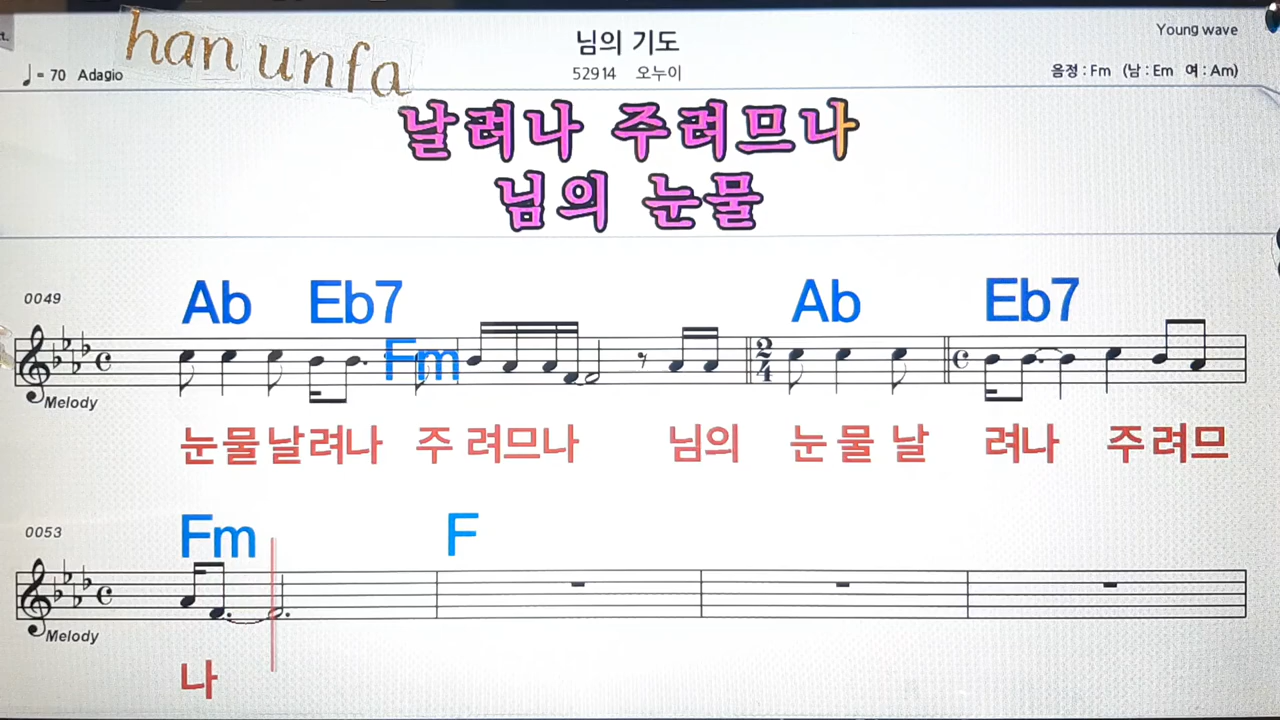 han unfa
님의 기도
Young wave
♩= 70 Adagio
52914 오누이
음정 : Fm (남 : Em 여 : Am)
날려나 주려므나
님의 눈물
0049
Ab Eb7 Fm Ab Eb7
2
4
Melody
눈물날려나 주 려므나 님의 눈 물 날 려나 주려므
0053
Fm F
Melody
나